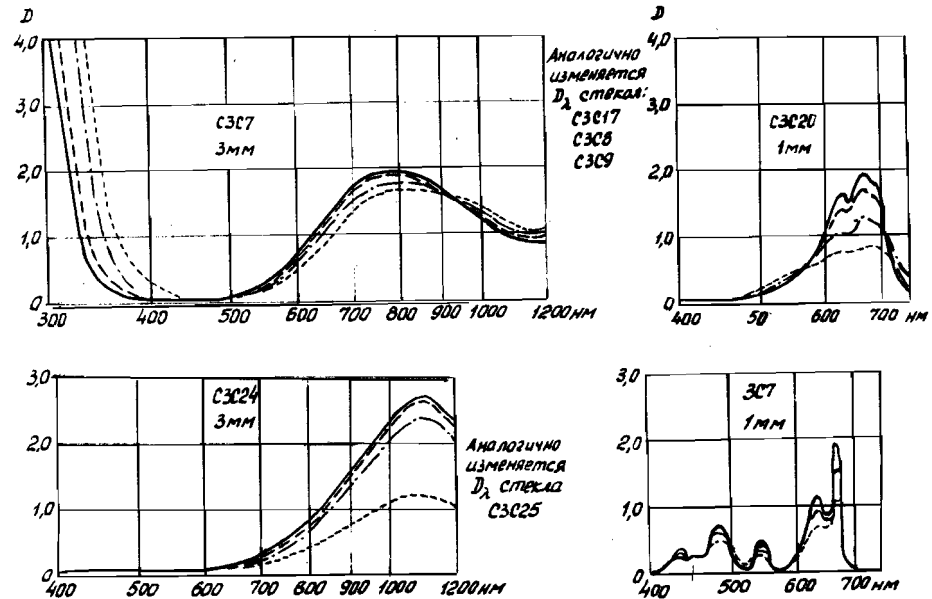 D
4,0
3,0
2,0
1,0
0
300 400 500 600 700 800 900 1000 1200 нм
СЗС7
3мм
Аналогично
изменяется
Dλ стекол:
СЗС17
СЗС8
СЗС9
D
4,0
3,0
2,0
1,0
0
400 50 600 700 нм
СЗС20
1мм
3,0
2,0
1,0
0
400 500 600 700 800 900 1000 1200 нм
СЗС24
3мм
Аналогично
изменяется
Dλ стекла
СЗС25
3,0
2,0
1,0
0
400 500 600 700 нм
ЗС7
1мм